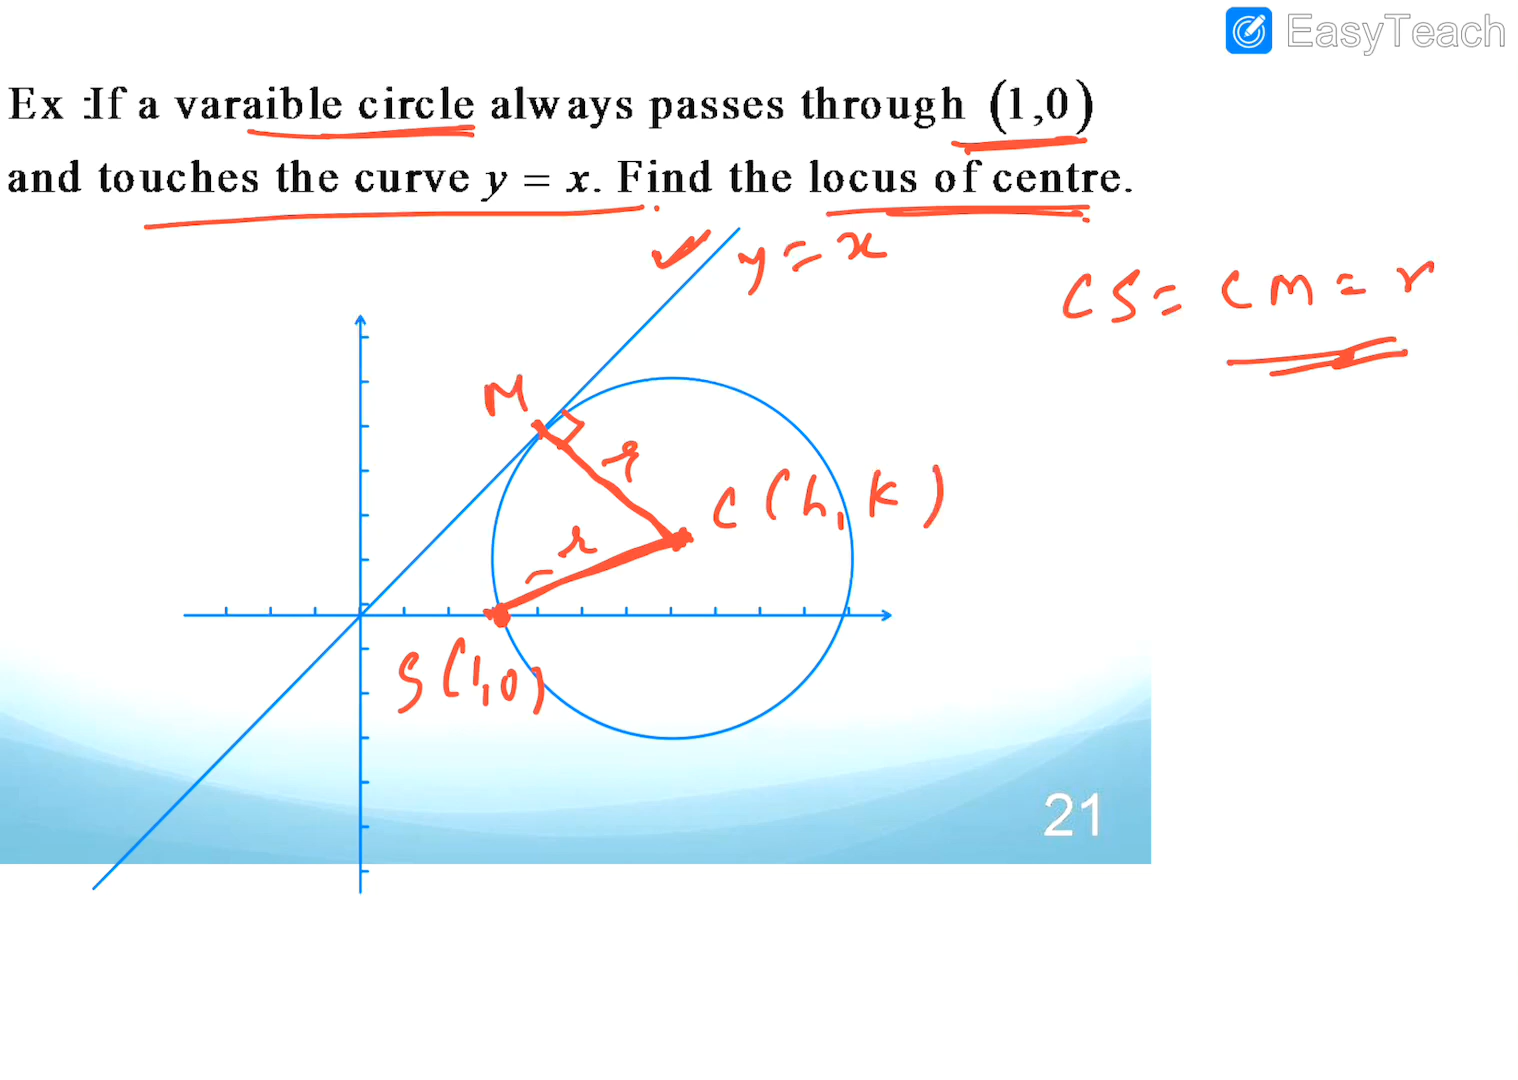 EasyTeach
Ex :If a varaible circle always passes through (1,0)
and touches the curve y = x. Find the locus of centre.
y = x
CS = CM = r
M
r
C (h, k)
r
S(1,0)
21